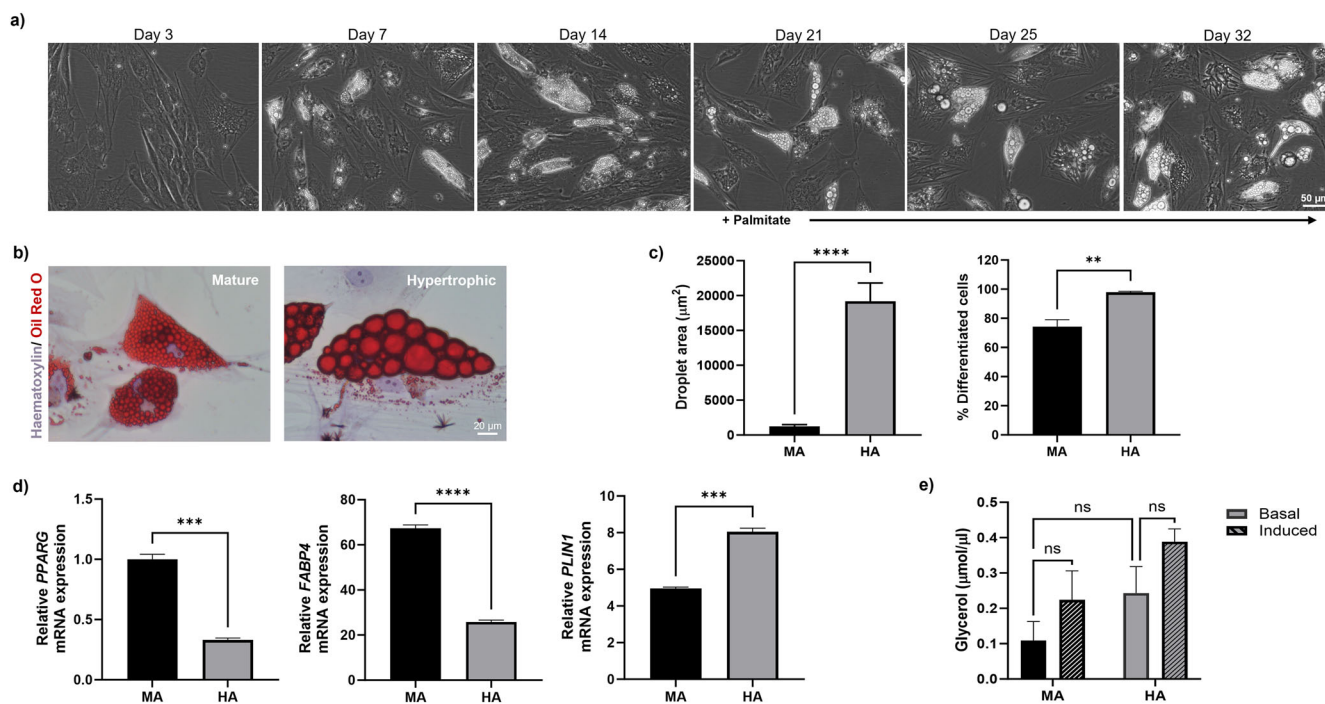 a)
Day 3
Day 7
Day 14
Day 21
Day 25
Day 32
50 µm
+ Palmitate
b)
Haematoxylin/ Oil Red O
Mature
Hypertrophic
20 µm
c)
Droplet area (µm²)
25000
20000
15000
10000
5000
0
****
MA
HA
% Differentiated cells
120
100
80
60
40
20
0
**
MA
HA
d)
Relative PPARG
mRNA expression
1.5
1.0
0.5
0.0
***
MA
HA
Relative FABP4
mRNA expression
80
60
40
20
0
****
MA
HA
Relative PLIN1
mRNA expression
10
8
6
4
2
0
***
MA
HA
e)
Glycerol (µmol/µl)
0.5
0.4
0.3
0.2
0.1
0.0
ns
ns
ns
MA
HA
Basal
Induced